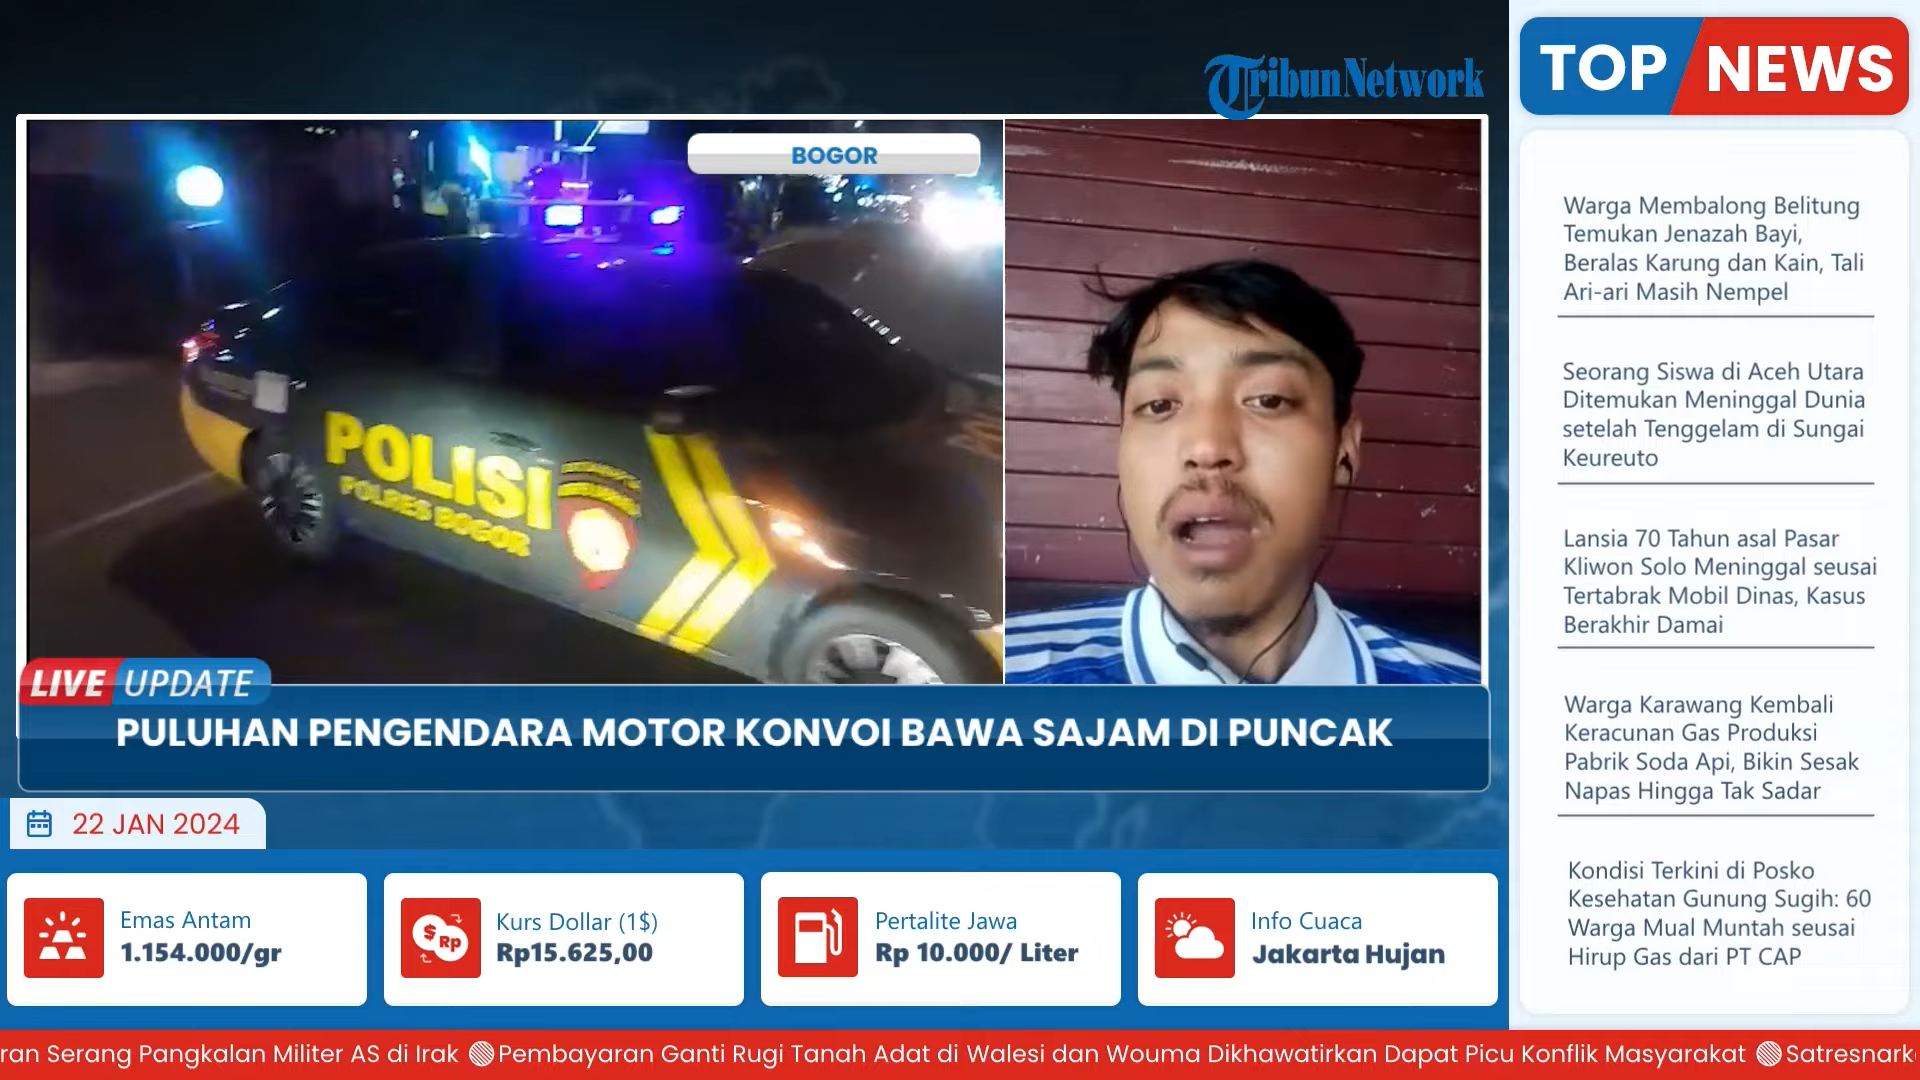 TribunNetwork
TOP NEWS
BOGOR
POLISI
POLRES BOGOR
LIVE UPDATE
PULUHAN PENGENDARA MOTOR KONVOI BAWA SAJAM DI PUNCAK
22 JAN 2024
Emas Antam
1.154.000/gr
Kurs Dollar (1$)
Rp15.625,00
Pertalite Jawa
Rp 10.000/ Liter
Info Cuaca
Jakarta Hujan
Warga Membalong Belitung
Temukan Jenazah Bayi,
Beralas Karung dan Kain, Tali
Ari-ari Masih Nempel
Seorang Siswa di Aceh Utara
Ditemukan Meninggal Dunia
setelah Tenggelam di Sungai
Keureuto
Lansia 70 Tahun asal Pasar
Kliwon Solo Meninggal seusai
Tertabrak Mobil Dinas, Kasus
Berakhir Damai
Warga Karawang Kembali
Keracunan Gas Produksi
Pabrik Soda Api, Bikin Sesak
Napas Hingga Tak Sadar
Kondisi Terkini di Posko
Kesehatan Gunung Sugih: 60
Warga Mual Muntah seusai
Hirup Gas dari PT CAP
ran Serang Pangkalan Militer AS di Irak Pembayaran Ganti Rugi Tanah Adat di Walesi dan Wouma Dikhawatirkan Dapat Picu Konflik Masyarakat Satresnark